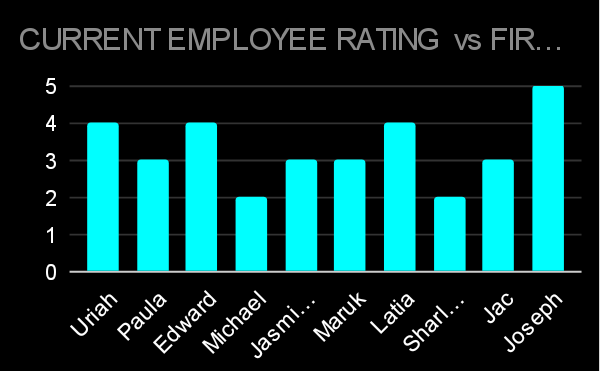 CURRENT EMPLOYEE RATING vs FIR...
5
4
3
2
1
0
Uriah
Paula
Edward
Michael
Jasmi...
Maruk
Latia
Sharl...
Jac
Joseph